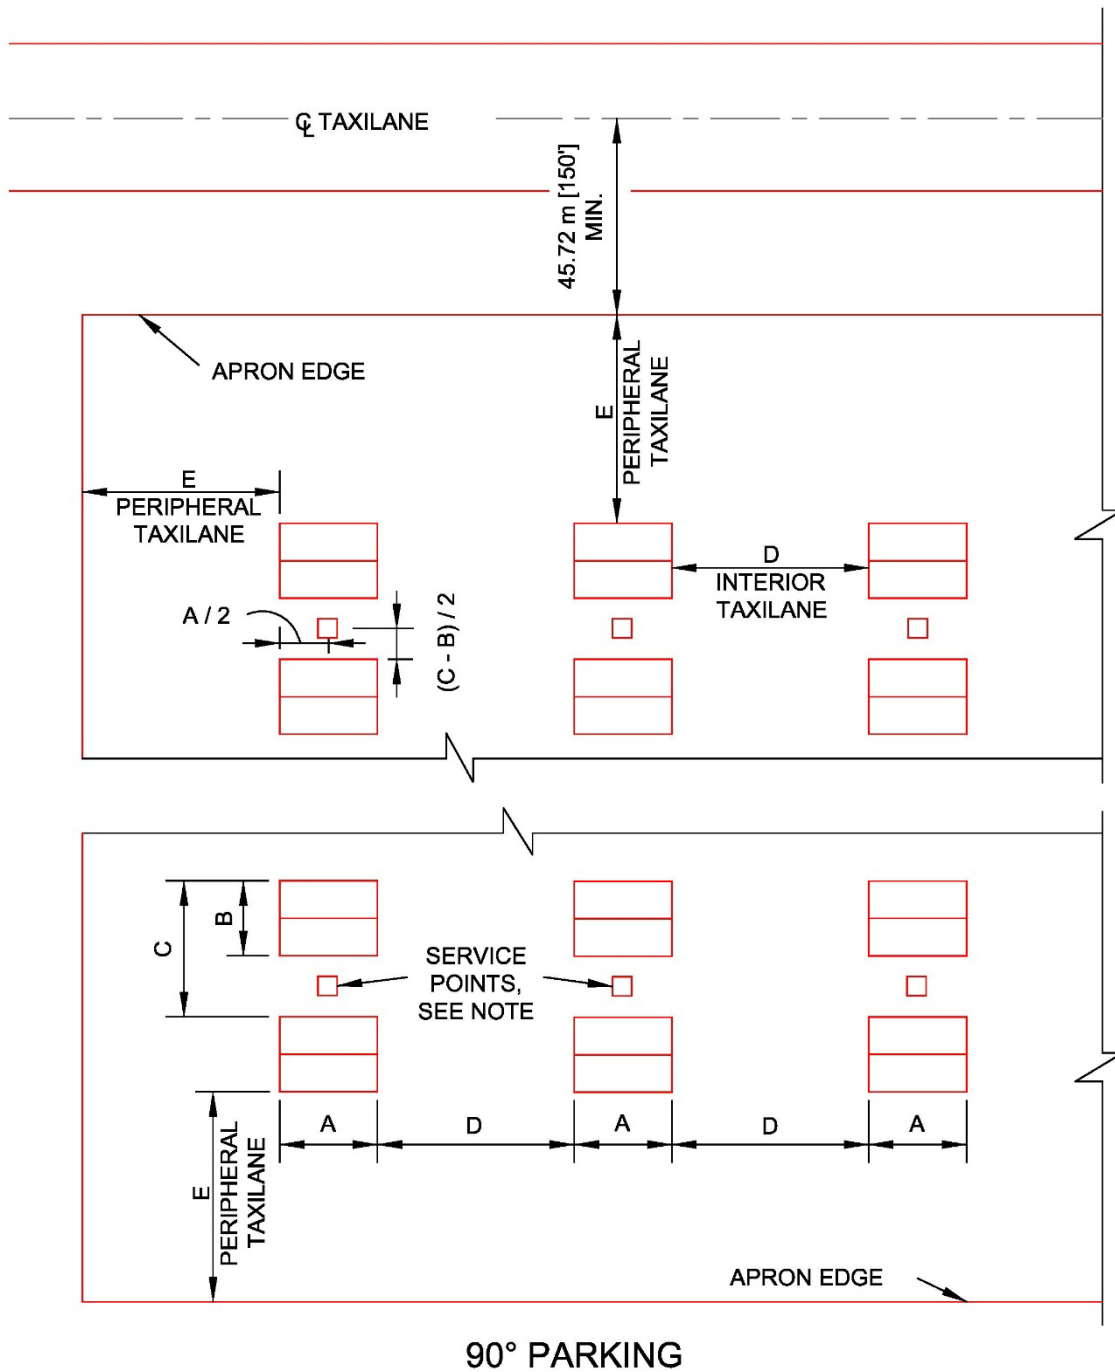 ℄ TAXILANE
45.72 m [150']
MIN.
APRON EDGE
E
PERIPHERAL
TAXILANE
E
PERIPHERAL
TAXILANE
D
INTERIOR
TAXILANE
A / 2
(C - B) / 2
B
C
SERVICE
POINTS,
SEE NOTE
A
D
A
D
A
E
PERIPHERAL
TAXILANE
APRON EDGE
90° PARKING